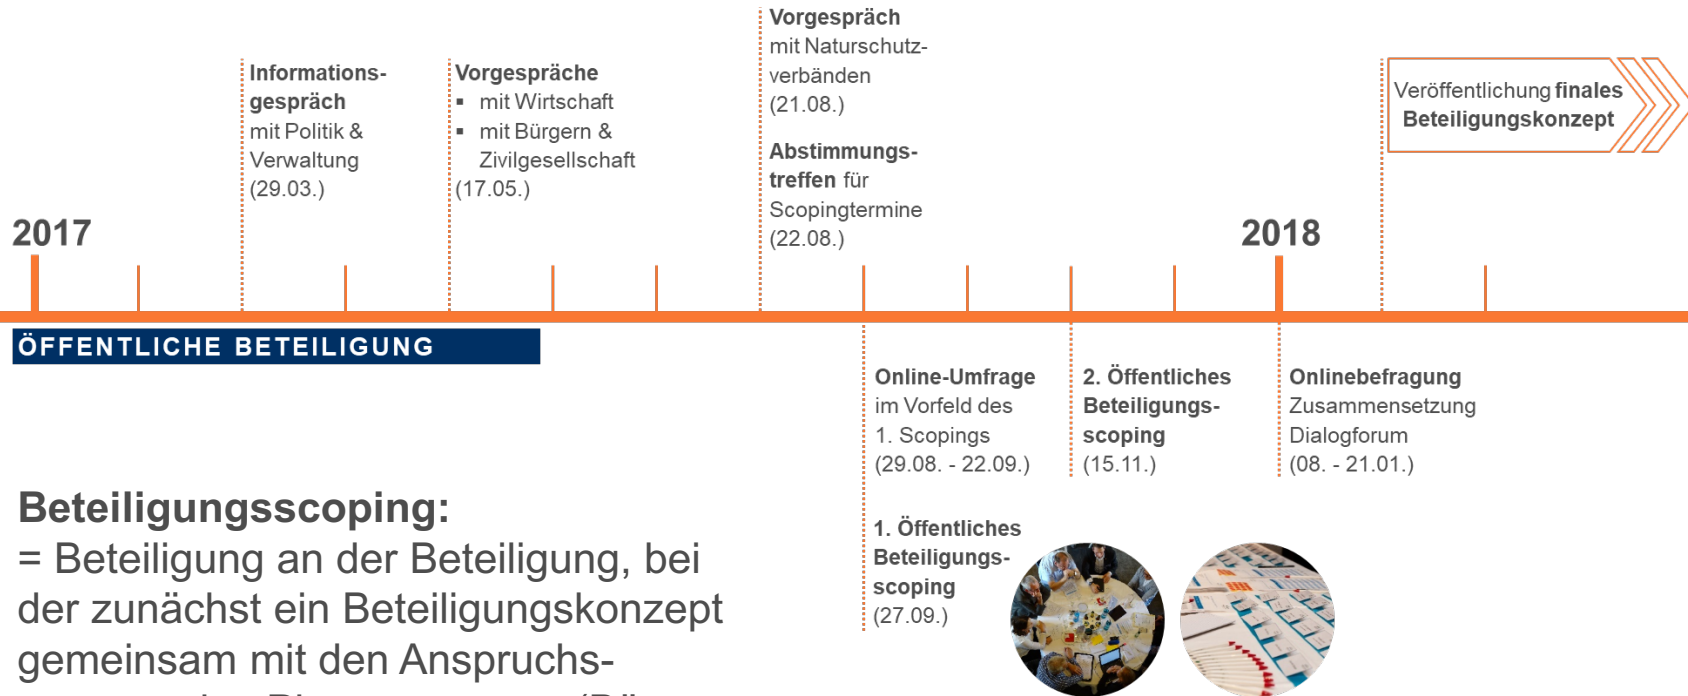 Vorgespräch
mit Naturschutz-
verbänden
(21.08.)
Abstimmungs-
treffen für
Scopingtermine
(22.08.)
Informations-
gespräch
mit Politik &
Verwaltung
(29.03.)
Vorgespräche
▪ mit Wirtschaft
▪ mit Bürgern &
Zivilgesellschaft
(17.05.)
Veröffentlichung finales
Beteiligungskonzept
2017
2018
ÖFFENTLICHE BETEILIGUNG
Online-Umfrage
im Vorfeld des
1. Scopings
(29.08. - 22.09.)
1. Öffentliches
Beteiligungs-
scoping
(27.09.)
2. Öffentliches
Beteiligungs-
scoping
(15.11.)
Onlinebefragung
Zusammensetzung
Dialogforum
(08. - 21.01.)
Beteiligungsscoping:
= Beteiligung an der Beteiligung, bei
der zunächst ein Beteiligungskonzept
gemeinsam mit den Anspruchs-